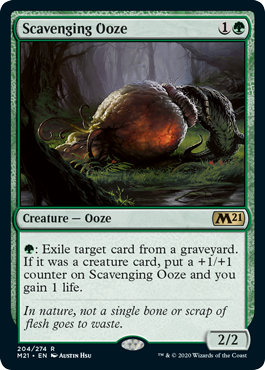 Scavenging Ooze 1
Creature — Ooze M21
: Exile target card from a graveyard.
If it was a creature card, put a +1/+1
counter on Scavenging Ooze and you
gain 1 life.
In nature, not a single bone or scrap of
flesh goes to waste.
2/2
204/274 R
M21 • EN Austin Hsu
™ & © 2020 Wizards of the Coast